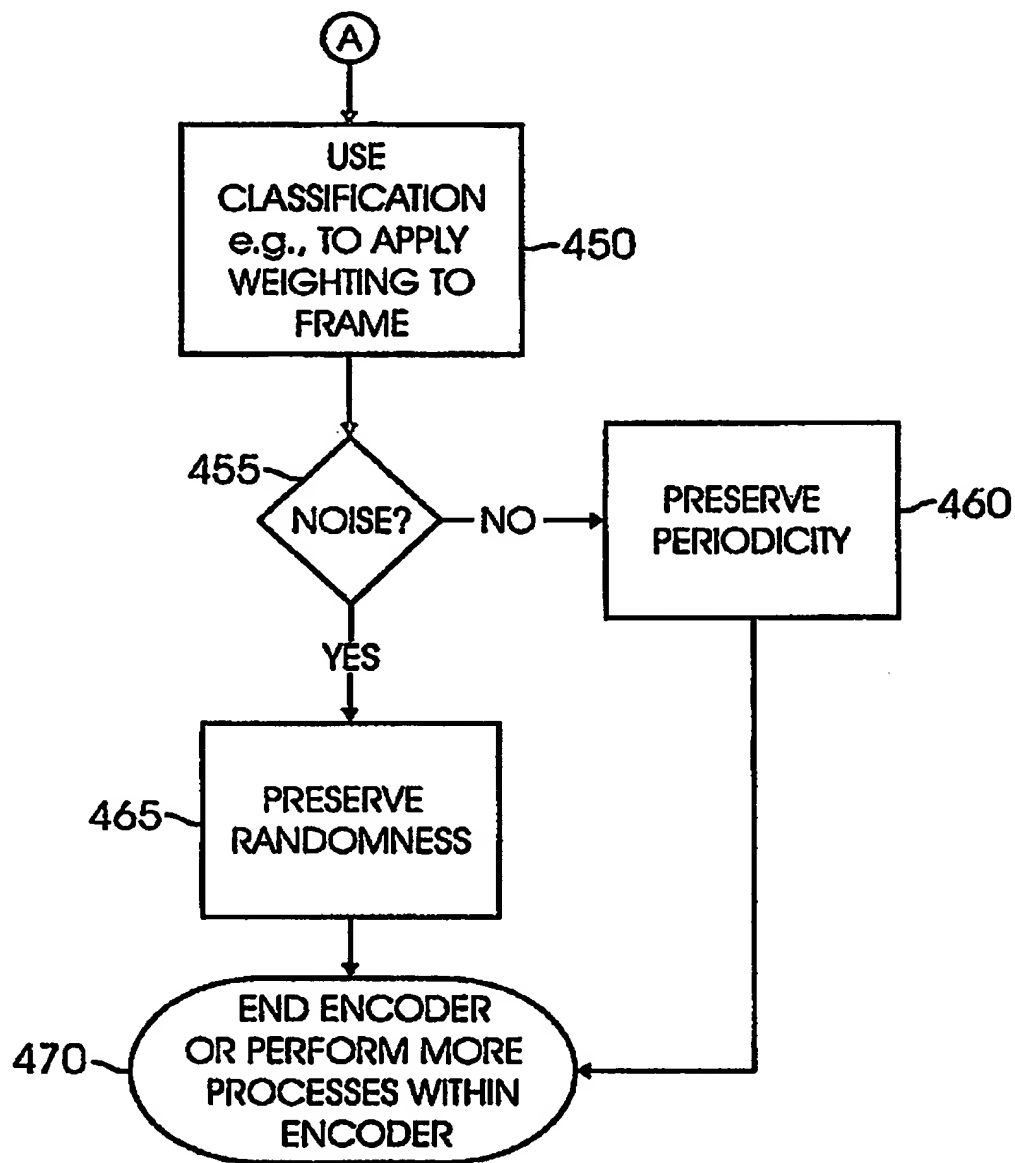 A
USE
CLASSIFICATION
e.g., TO APPLY
WEIGHTING TO
FRAME
450
455
NOISE?
NO
PRESERVE
PERIODICITY
460
YES
465
PRESERVE
RANDOMNESS
470
END ENCODER
OR PERFORM MORE
PROCESSES WITHIN
ENCODER